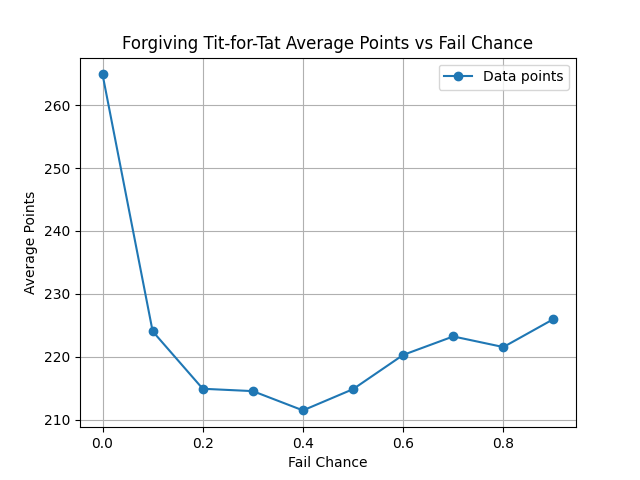 Forgiving Tit-for-Tat Average Points vs Fail Chance
Data points
260
250
240
230
220
210
Average Points
0.0 0.2 0.4 0.6 0.8
Fail Chance